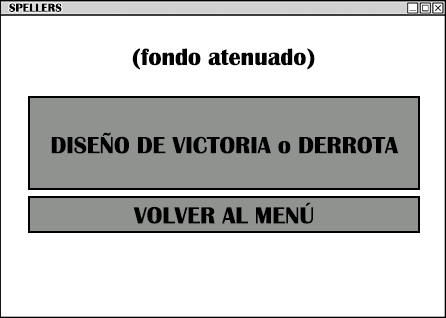 SPELLERS
(fondo atenuado)
DISEÑO DE VICTORIA o DERROTA
VOLVER AL MENÚ